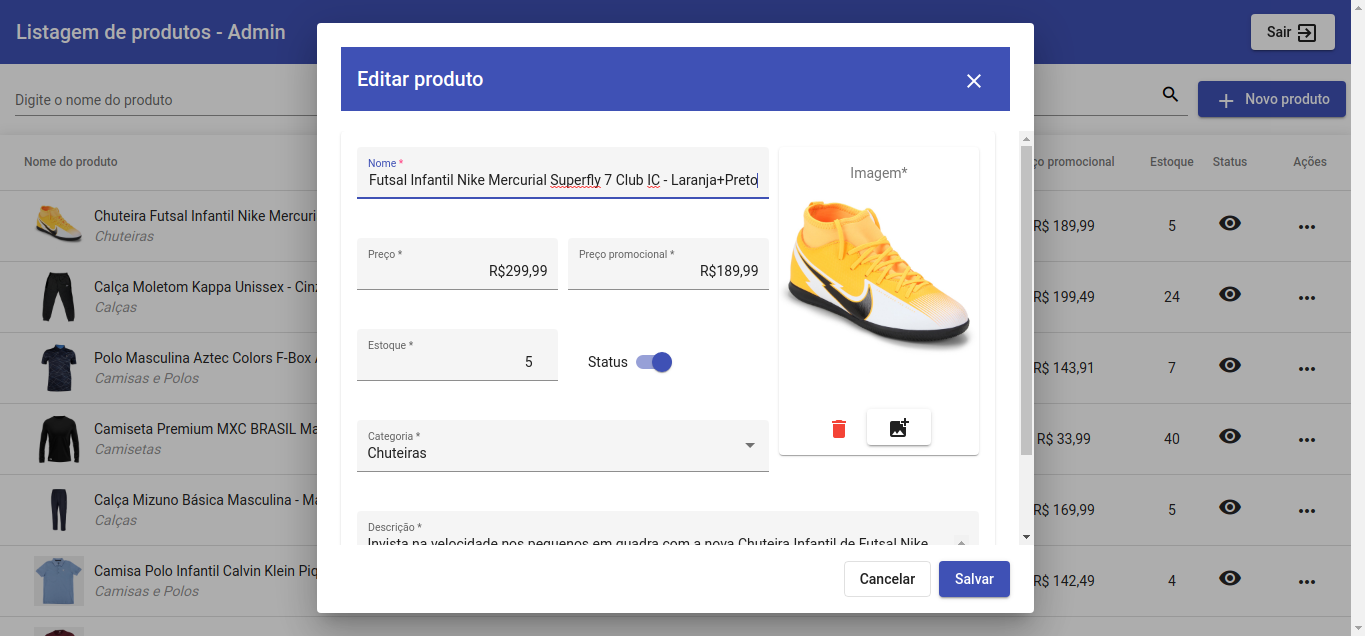 Listagem de produtos - Admin
Sair
Editar produto
Digite o nome do produto
Novo produto
Nome do produto
ço promocional Estoque Status Ações
Nome *
Futsal Infantil Nike Mercurial Superfly 7 Club IC - Laranja+Preto
Imagem*
Preço *
R$299,99
Preço promocional *
R$189,99
Estoque *
5
Status
Categoria *
Chuteiras
Descrição *
Invista na velocidade nos pequenos em quadra com a nova Chuteira Infantil de Futsal Nike
Cancelar
Salvar
Chuteira Futsal Infantil Nike Mercuri
Chuteiras
R$ 189,99 5
Calça Moletom Kappa Unissex - Cinz
Calças
R$ 199,49 24
Polo Masculina Aztec Colors F-Box A
Camisas e Polos
R$ 143,91 7
Camiseta Premium MXC BRASIL Ma
Camisetas
R$ 33,99 40
Calça Mizuno Básica Masculina - Ma
Calças
R$ 169,99 5
Camisa Polo Infantil Calvin Klein Piq
Camisas e Polos
R$ 142,49 4